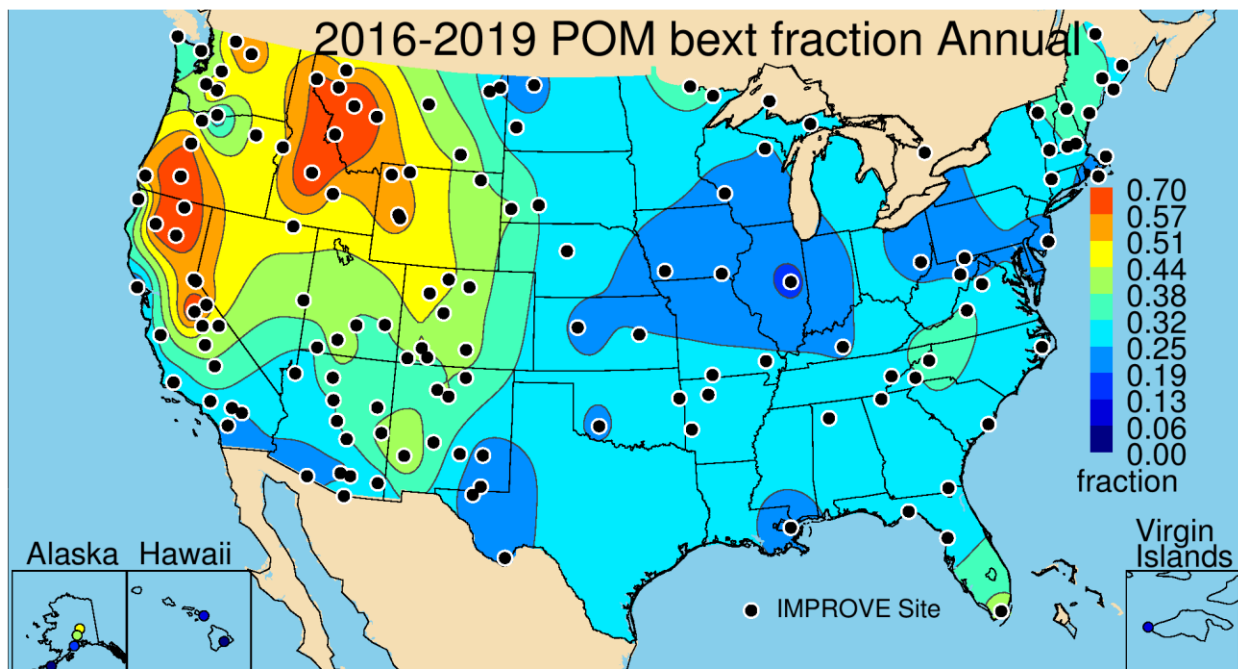 2016-2019 POM bext fraction Annual
0.70
0.57
0.51
0.44
0.38
0.32
0.25
0.19
0.13
0.06
0.00
fraction
Alaska
Hawaii
Virgin
Islands
IMPROVE Site